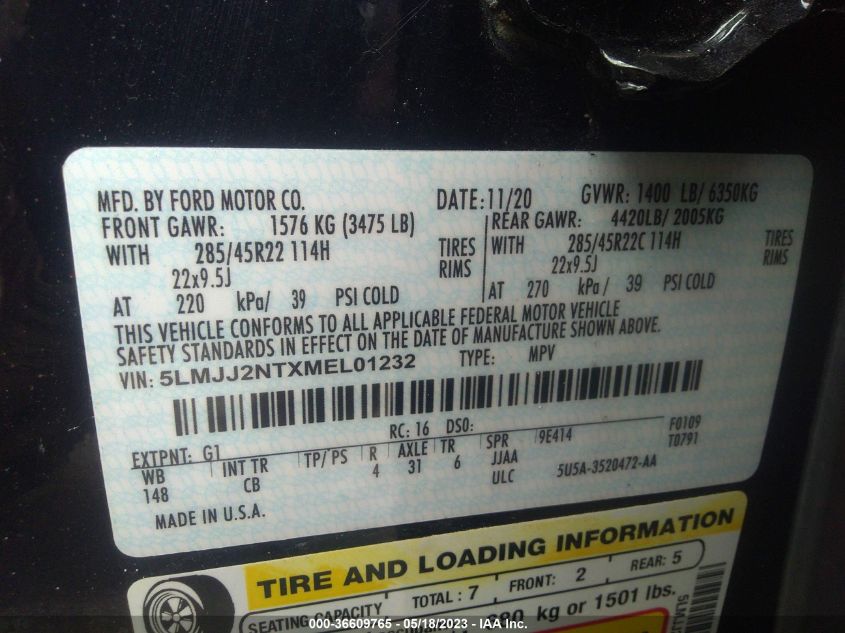 MFD. BY FORD MOTOR CO. DATE: 11/20 GVWR: 1400 LB/ 6350KG
FRONT GAWR: 1576 KG (3475 LB) REAR GAWR: 4420LB/ 2005KG
WITH 285/45R22 114H TIRES WITH 285/45R22C 114H TIRES
22x9.5J RIMS 22x9.5J RIMS
AT 220 kPa/ 39 PSI COLD AT 270 kPa/ 39 PSI COLD
THIS VEHICLE CONFORMS TO ALL APPLICABLE FEDERAL MOTOR VEHICLE
SAFETY STANDARDS IN EFFECT ON THE DATE OF MANUFACTURE SHOWN ABOVE.
VIN: 5LMJJ2NTXMEL01232 TYPE: MPV
EXTPNT: G1 RC: 16 DSO: F0109
WB INT TR TP/PS R AXLE TR SPR 9E414 T0791
148 CB 4 31 6 JJAA
ULC 5U5A-3520472-AA
MADE IN U.S.A.
TIRE AND LOADING INFORMATION
SEATING CAPACITY TOTAL : 7 FRONT: 2 REAR: 5
kg or 1501 lbs.
000-36609765 - 05/18/2023 - IAA Inc.